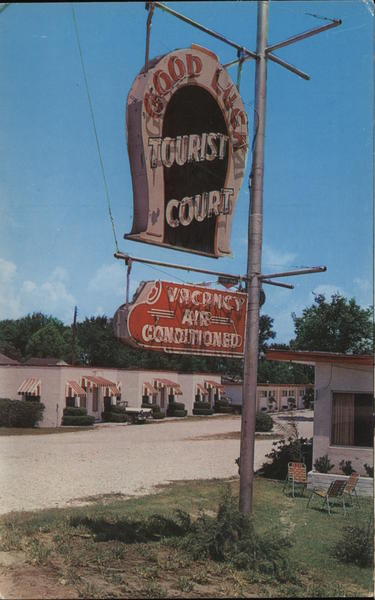 GOOD LUCK
TOURIST
COURT
VACANCY
AIR
CONDITIONED